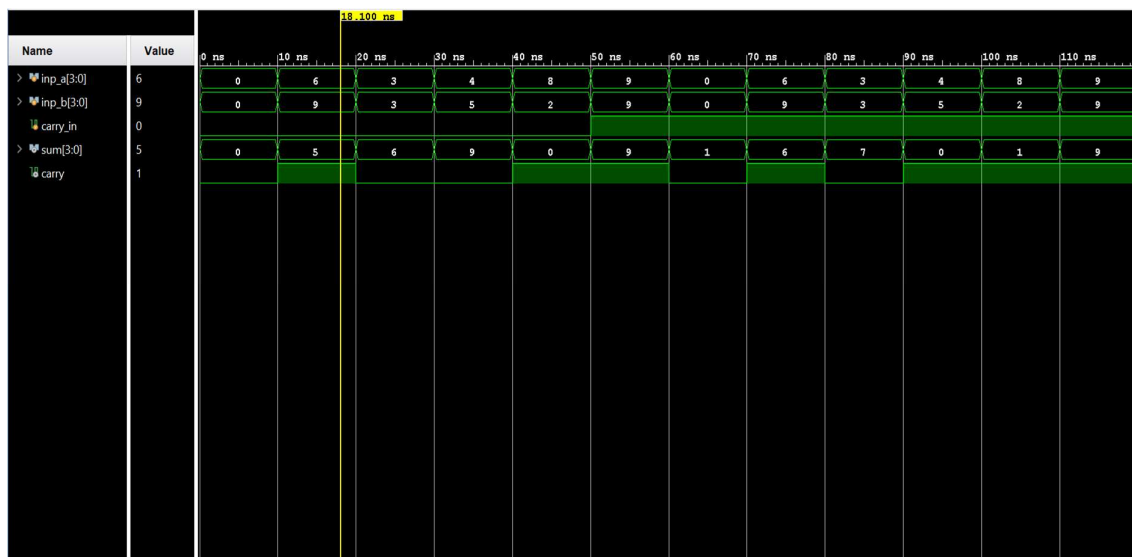 18.100 ns
Name Value
0 ns 10 ns 20 ns 30 ns 40 ns 50 ns 60 ns 70 ns 80 ns 90 ns 100 ns 110 ns
inp_a[3:0] 6 0 6 3 4 8 9 0 6 3 4 8 9
inp_b[3:0] 9 0 9 3 5 2 9 0 9 3 5 2 9
carry_in 0
sum[3:0] 5 0 5 6 9 0 9 1 6 7 0 1 9
carry 1